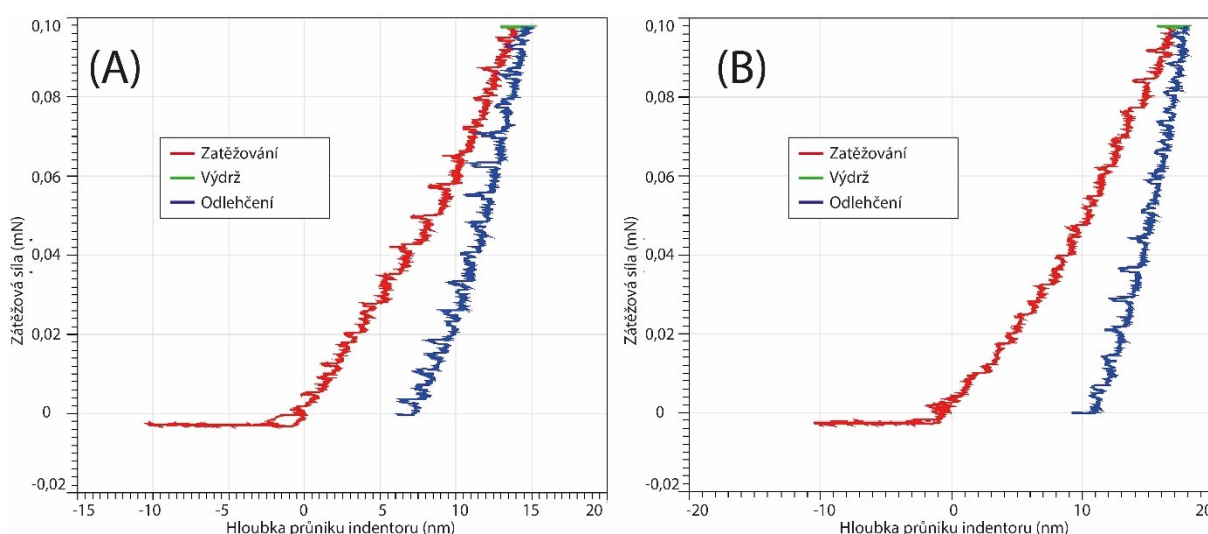 (A)
0,10
0,08
0,06
0,04
0,02
0
-0,02
Zátěžová síla (mN)
Zatěžování
Výdrž
Odlehčení
-15 -10 -5 0 5 10 15 20
Hloubka průniku indentoru (nm)
(B)
0,10
0,08
0,06
0,04
0,02
0
-0,02
Zátěžová síla (mN)
Zatěžování
Výdrž
Odlehčení
-20 -10 0 10 20
Hloubka průniku indentoru (nm)